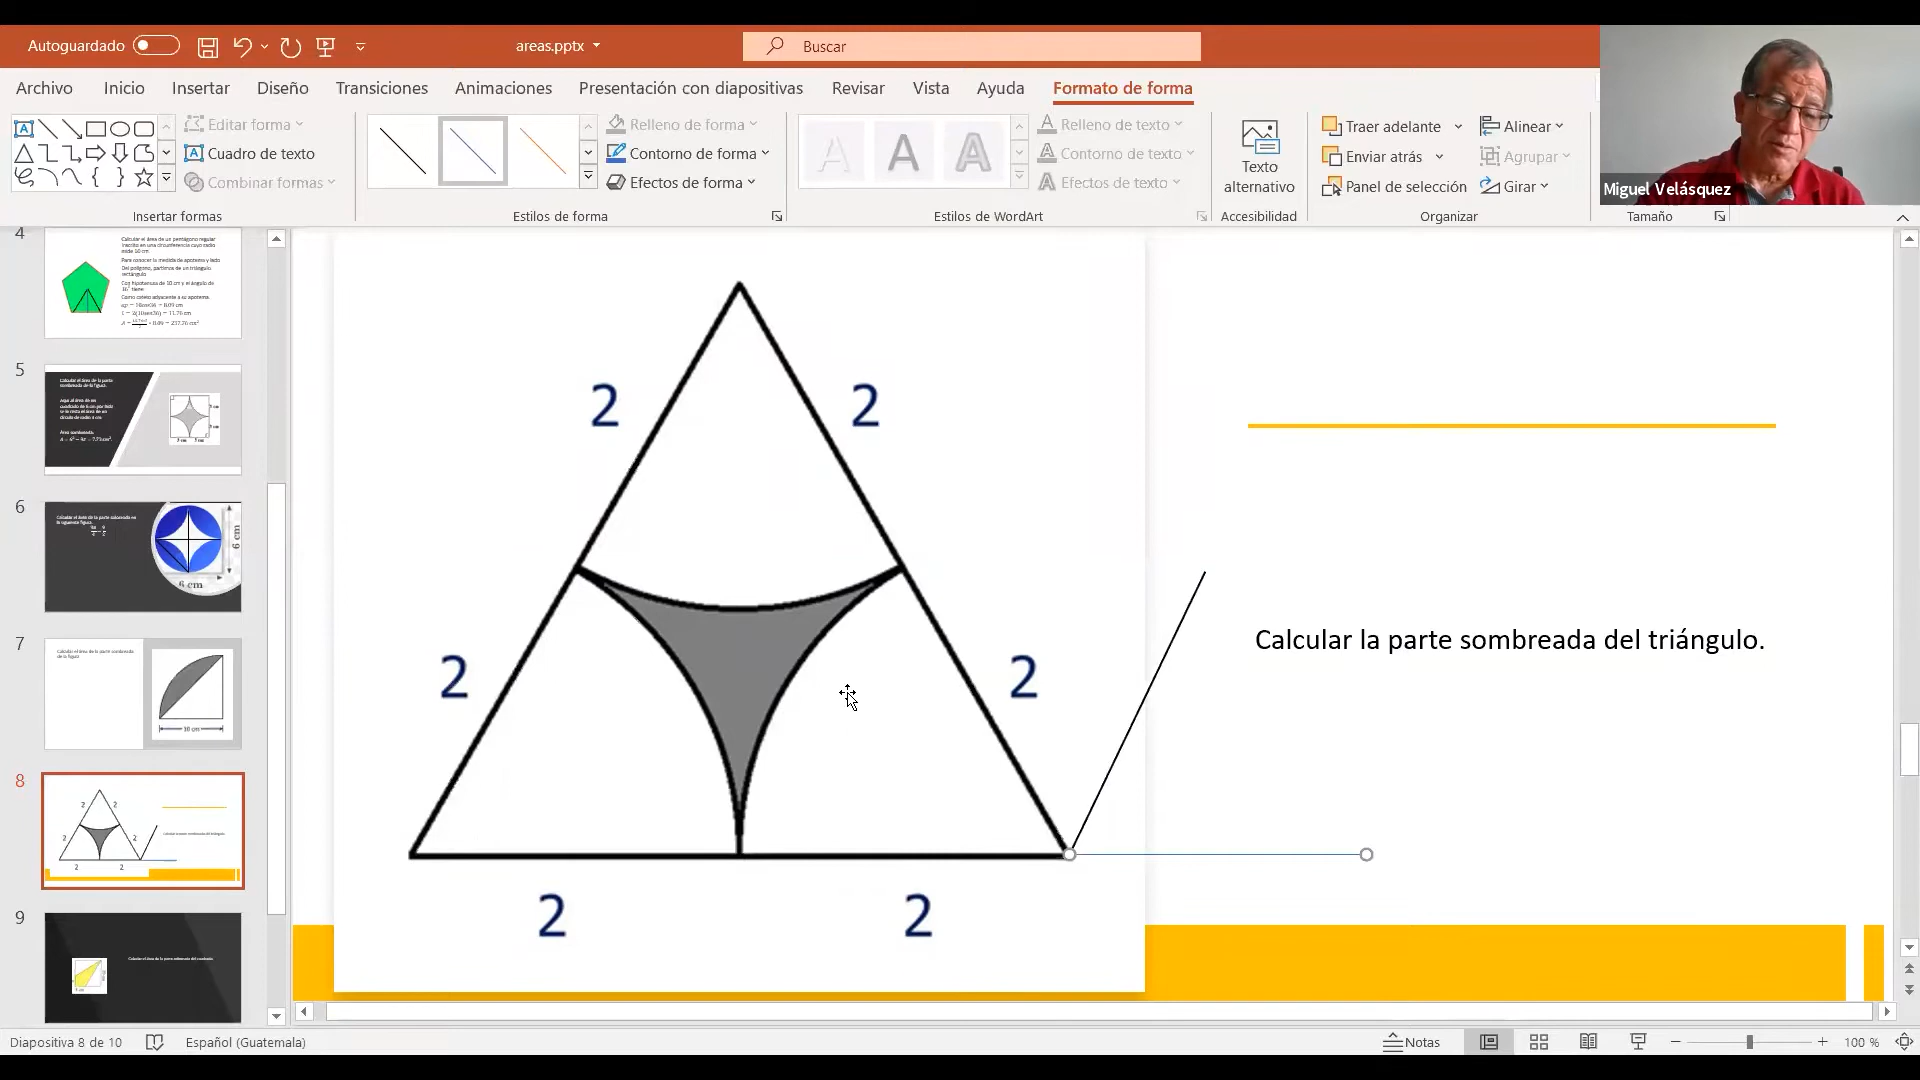 Autoguardado
areas.pptx
Buscar
Archivo
Inicio
Insertar
Diseño
Transiciones
Animaciones
Presentación con diapositivas
Revisar
Vista
Ayuda
Formato de forma
Editar forma
Cuadro de texto
Combinar formas
Insertar formas
Estilos de forma
Relleno de forma
Contorno de forma
Efectos de forma
Estilos de WordArt
Relleno de texto
Contorno de texto
Efectos de texto
Texto
alternativo
Accesibilidad
Traer adelante
Enviar atrás
Panel de selección
Alinear
Agrupar
Girar
Organizar
Tamaño
Miguel Velásquez
4
5
6
6 cm
6 cm
7
8
9
2
2
2
2
2
2
Calcular la parte sombreada del triángulo.
Diapositiva 8 de 10
Español (Guatemala)
Notas
100 %